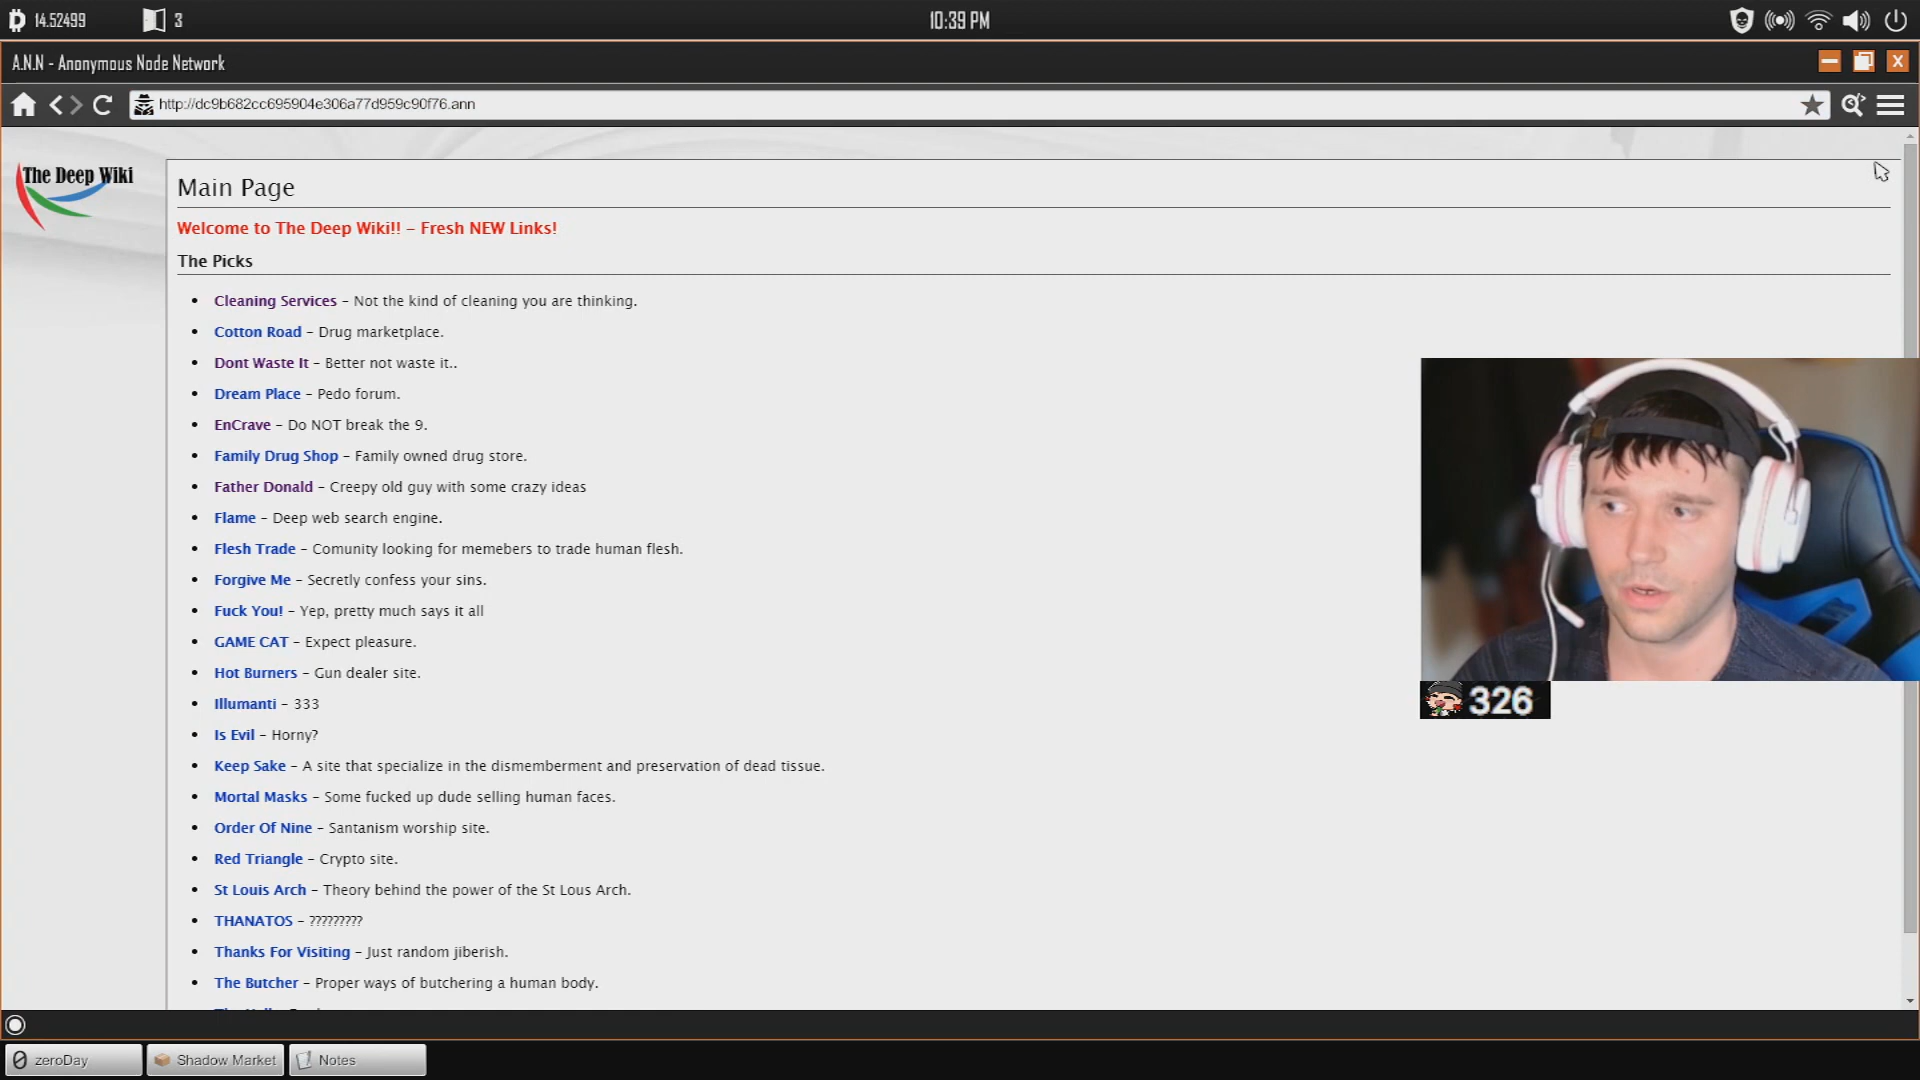 14.52499
3
10:39 PM
A.N.N - Anonymous Node Network
http://dc9b682cc695904e306a77d959c90f76.ann
The Deep Wiki
Main Page
Welcome to The Deep Wiki!! – Fresh NEW Links!
The Picks
Cleaning Services – Not the kind of cleaning you are thinking.
Cotton Road – Drug marketplace.
Dont Waste It – Better not waste it..
Dream Place – Pedo forum.
EnCrave – Do NOT break the 9.
Family Drug Shop – Family owned drug store.
Father Donald – Creepy old guy with some crazy ideas
Flame – Deep web search engine.
Flesh Trade – Comunity looking for memebers to trade human flesh.
Forgive Me – Secretly confess your sins.
Fuck You! – Yep, pretty much says it all
GAME CAT – Expect pleasure.
Hot Burners – Gun dealer site.
Illumanti – 333
Is Evil – Horny?
Keep Sake – A site that specialize in the dismemberment and preservation of dead tissue.
Mortal Masks – Some fucked up dude selling human faces.
Order Of Nine – Santanism worship site.
Red Triangle – Crypto site.
St Louis Arch – Theory behind the power of the St Lous Arch.
THANATOS – ?????????
Thanks For Visiting – Just random jiberish.
The Butcher – Proper ways of butchering a human body.
326
zeroDay
Shadow Market
Notes